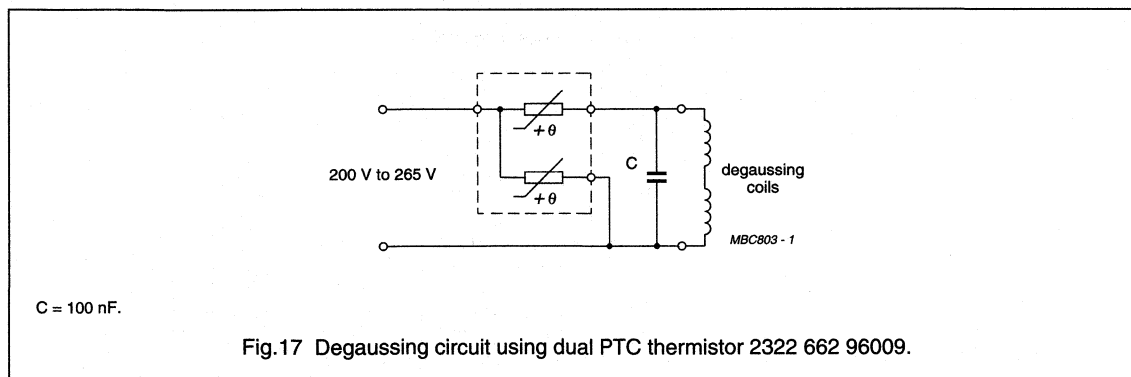 +θ
200 V to 265 V
+θ
C
degaussing
coils
MBC803 - 1
C = 100 nF.
Fig.17 Degaussing circuit using dual PTC thermistor 2322 662 96009.